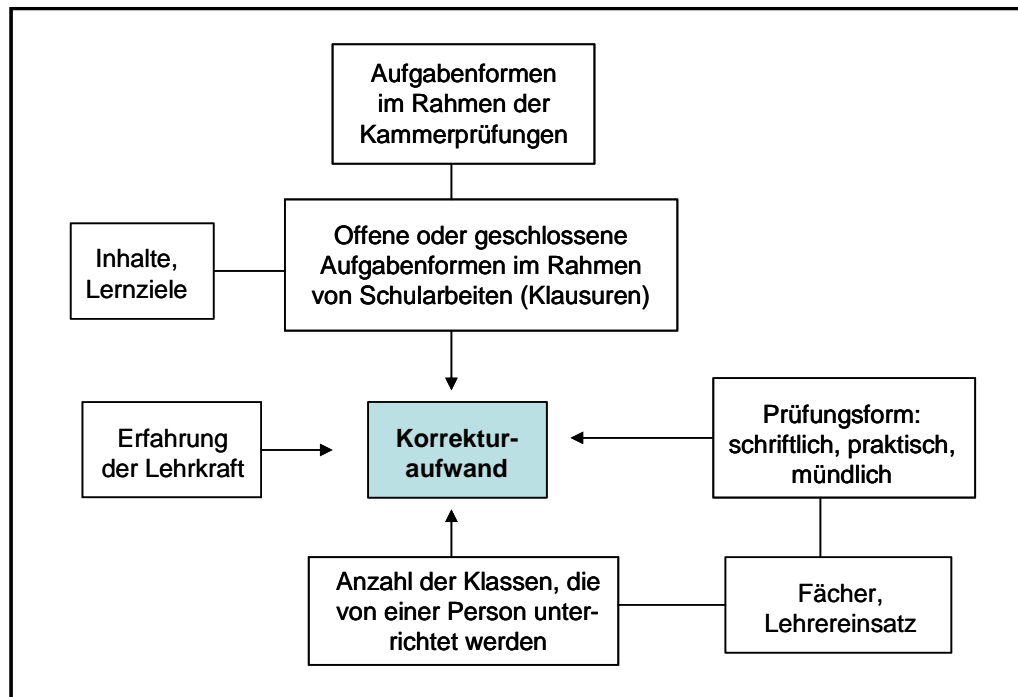 Aufgabenformen
im Rahmen der
Kammerprüfungen
Offene oder geschlossene
Aufgabenformen im Rahmen
von Schularbeiten (Klausuren)
Inhalte,
Lernziele
Erfahrung
der Lehrkraft
Korrektur-
aufwand
Prüfungsform:
schriftlich, praktisch,
mündlich
Anzahl der Klassen, die
von einer Person unter-
richtet werden
Fächer,
Lehrereinsatz